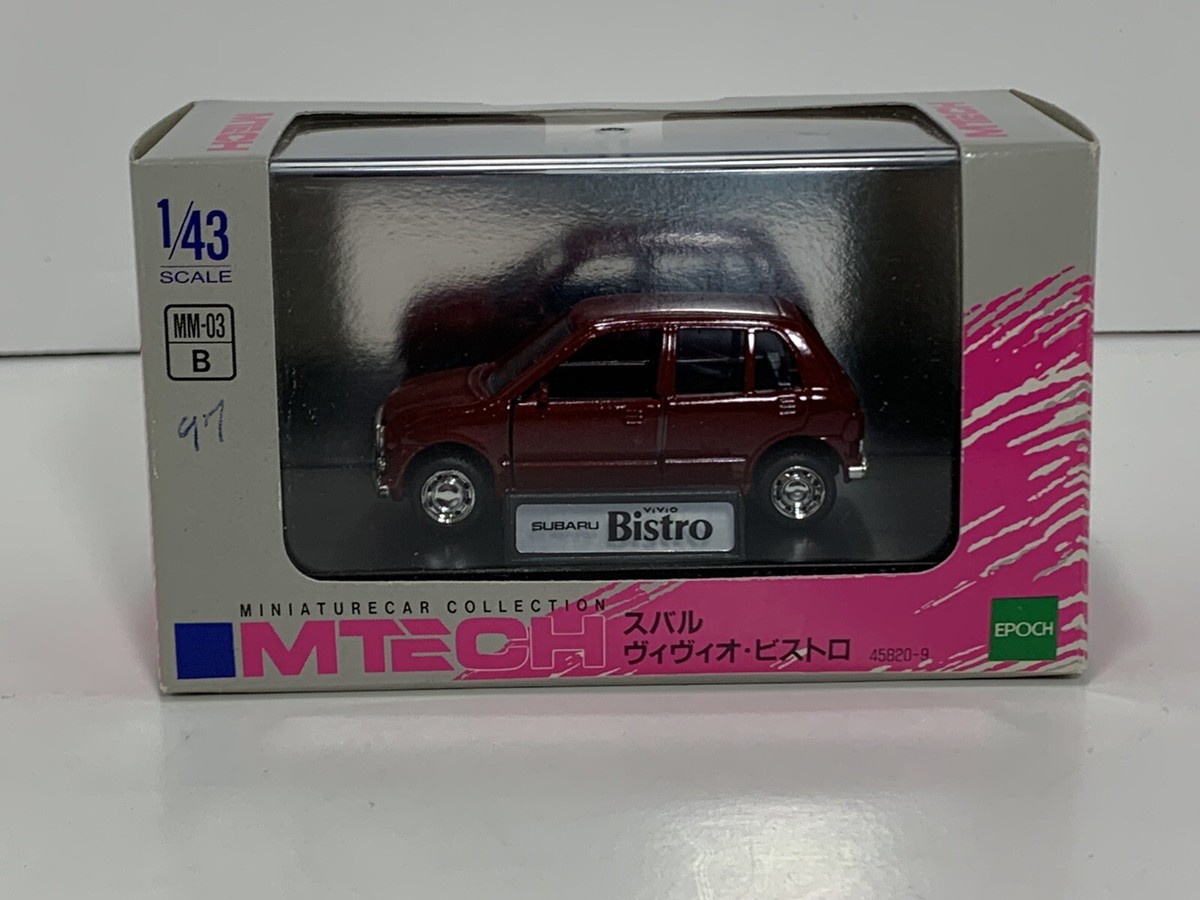 MTECH
MTECH
1/43
SCALE
MM-03
B
97
SUBARU
ViViO
Bistro
MINIATURECAR COLLECTION
MTECH
スバル
ヴィヴィオ・ビストロ
45820-9
EPOCH